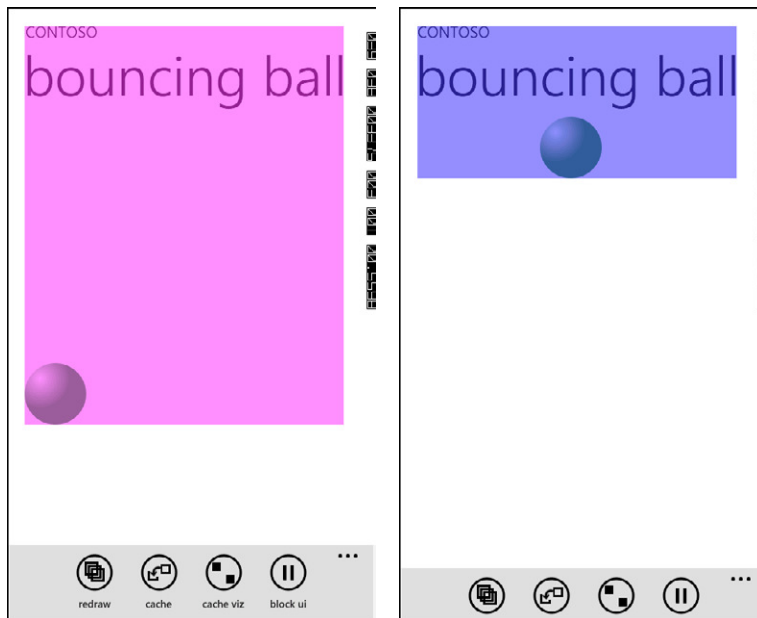 CONTOSO
bouncing ball
redraw
cache
cache viz
block ui
CONTOSO
bouncing ball